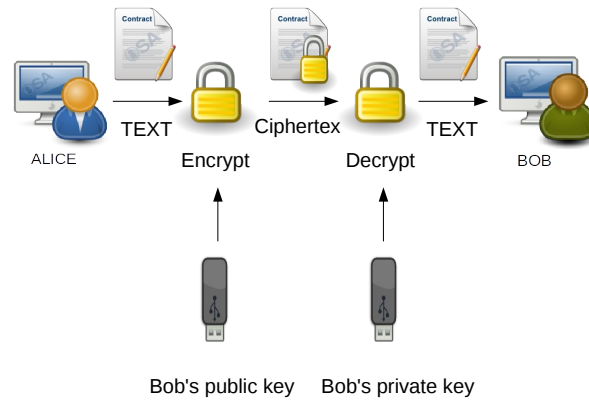 Contract
Contract
Contract
TEXT
Ciphertex
TEXT
ALICE
Encrypt
Decrypt
BOB
Bob's public key
Bob's private key